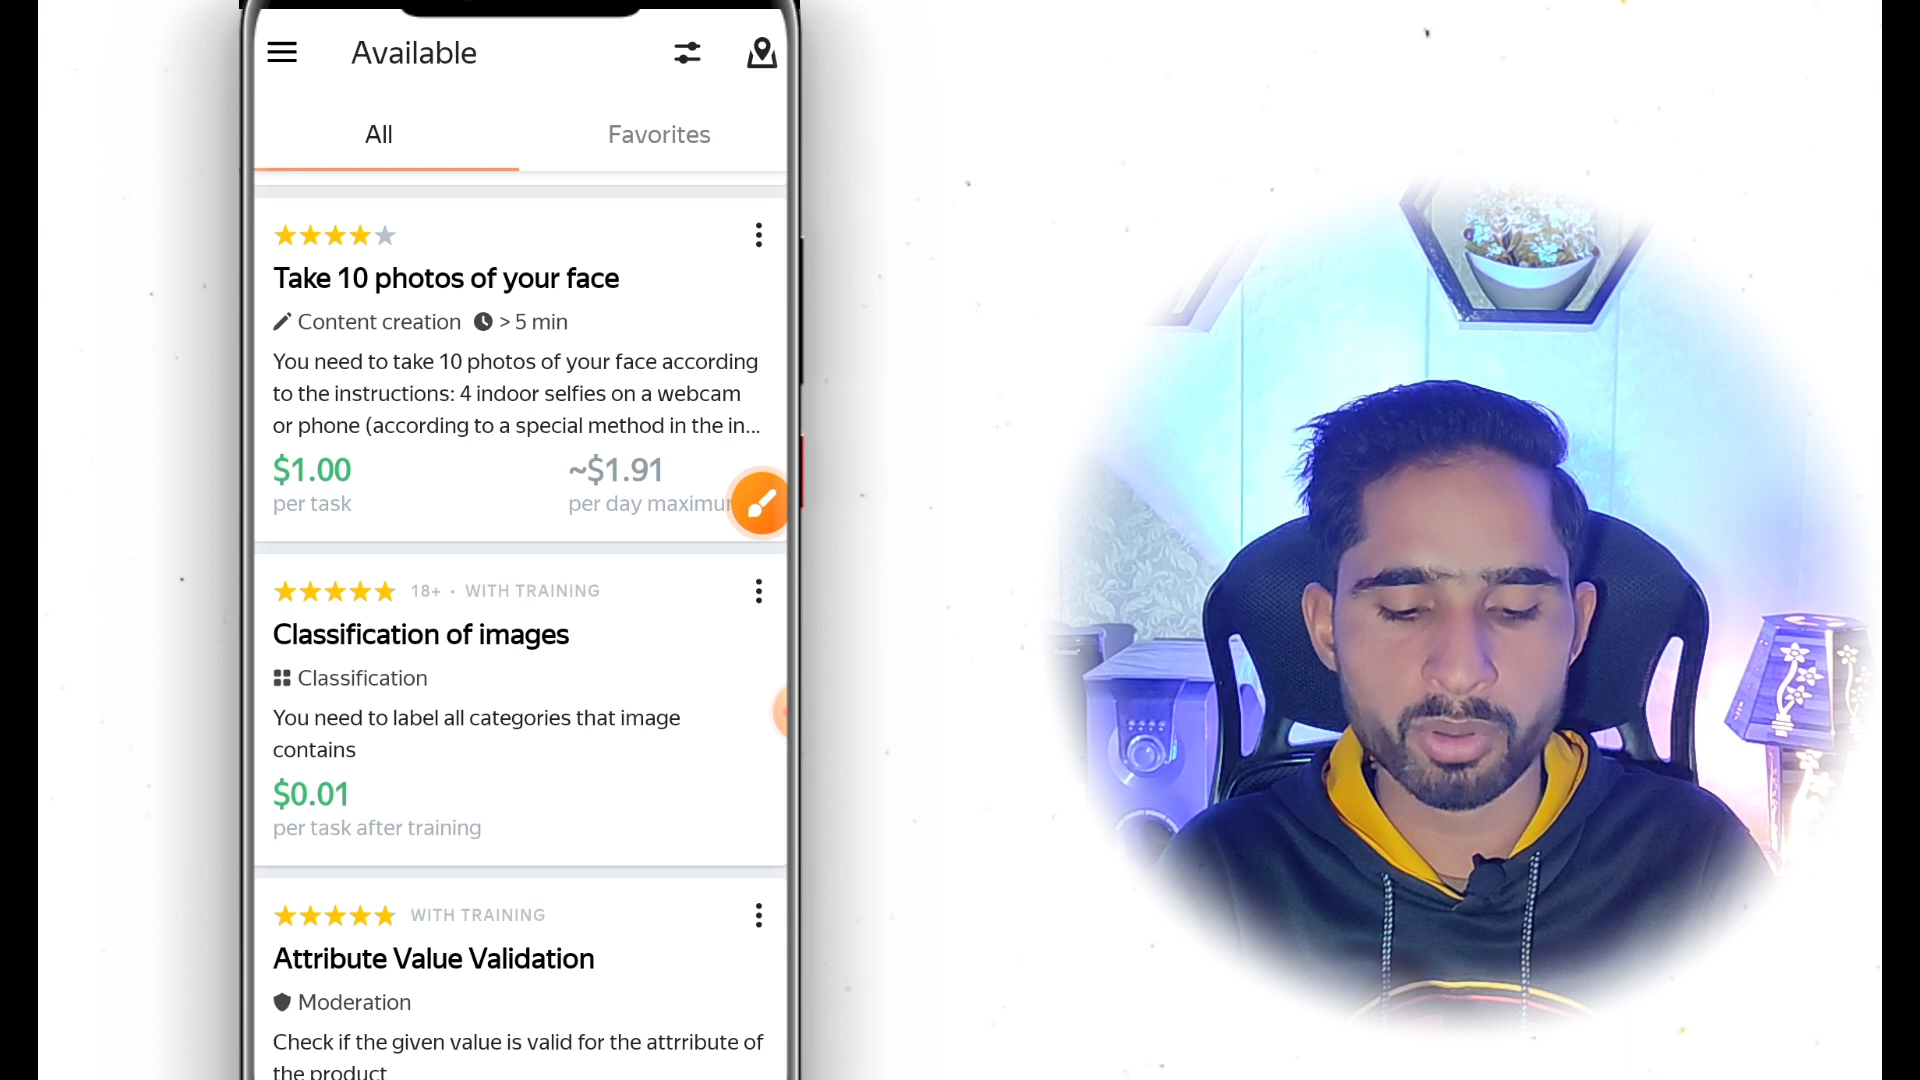 Available
All
Favorites
Take 10 photos of your face
Content creation > 5 min
You need to take 10 photos of your face according
to the instructions: 4 indoor selfies on a webcam
or phone (according to a special method in the in...
$1.00
~$1.91
per task
per day maximu
18+ • WITH TRAINING
Classification of images
Classification
You need to label all categories that image
contains
$0.01
per task after training
WITH TRAINING
Attribute Value Validation
Moderation
Check if the given value is valid for the attrribute of
the product